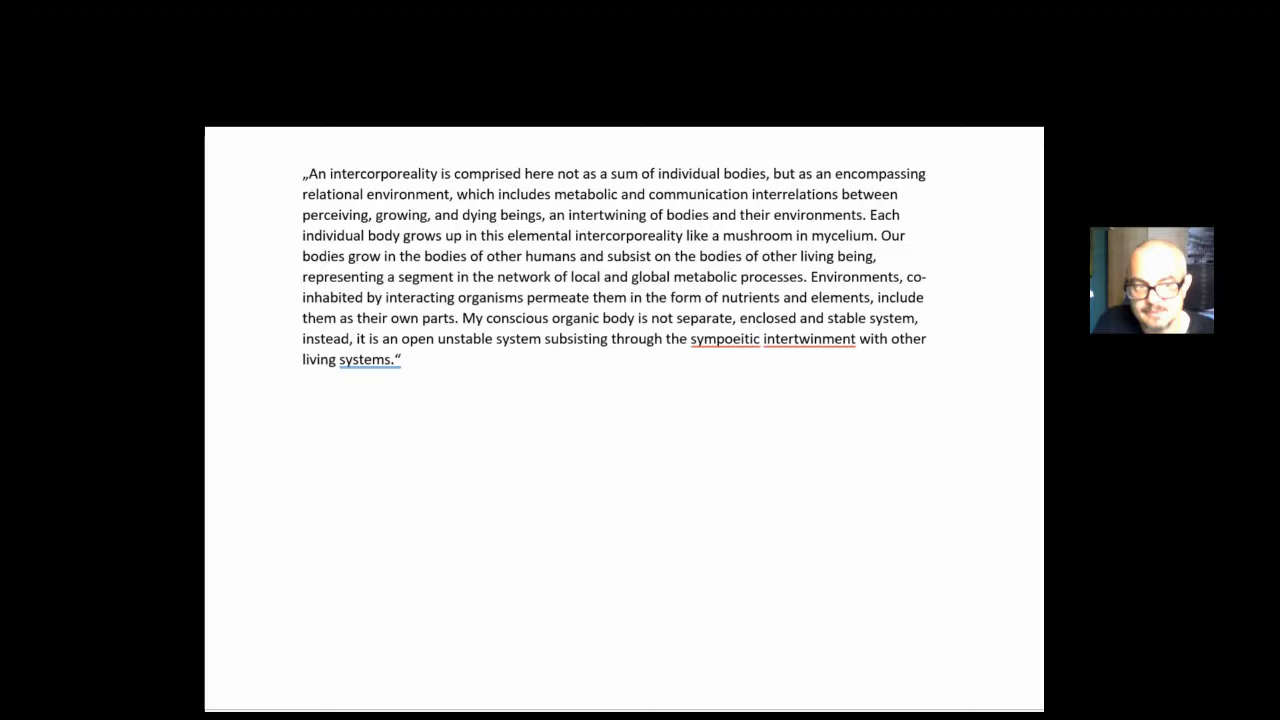 „An intercorporeality is comprised here not as a sum of individual bodies, but as an encompassing
relational environment, which includes metabolic and communication interrelations between
perceiving, growing, and dying beings, an intertwining of bodies and their environments. Each
individual body grows up in this elemental intercorporeality like a mushroom in mycelium. Our
bodies grow in the bodies of other humans and subsist on the bodies of other living being,
representing a segment in the network of local and global metabolic processes. Environments, co-
inhabited by interacting organisms permeate them in the form of nutrients and elements, include
them as their own parts. My conscious organic body is not separate, enclosed and stable system,
instead, it is an open unstable system subsisting through the sympoeitic intertwinment with other
living systems.“